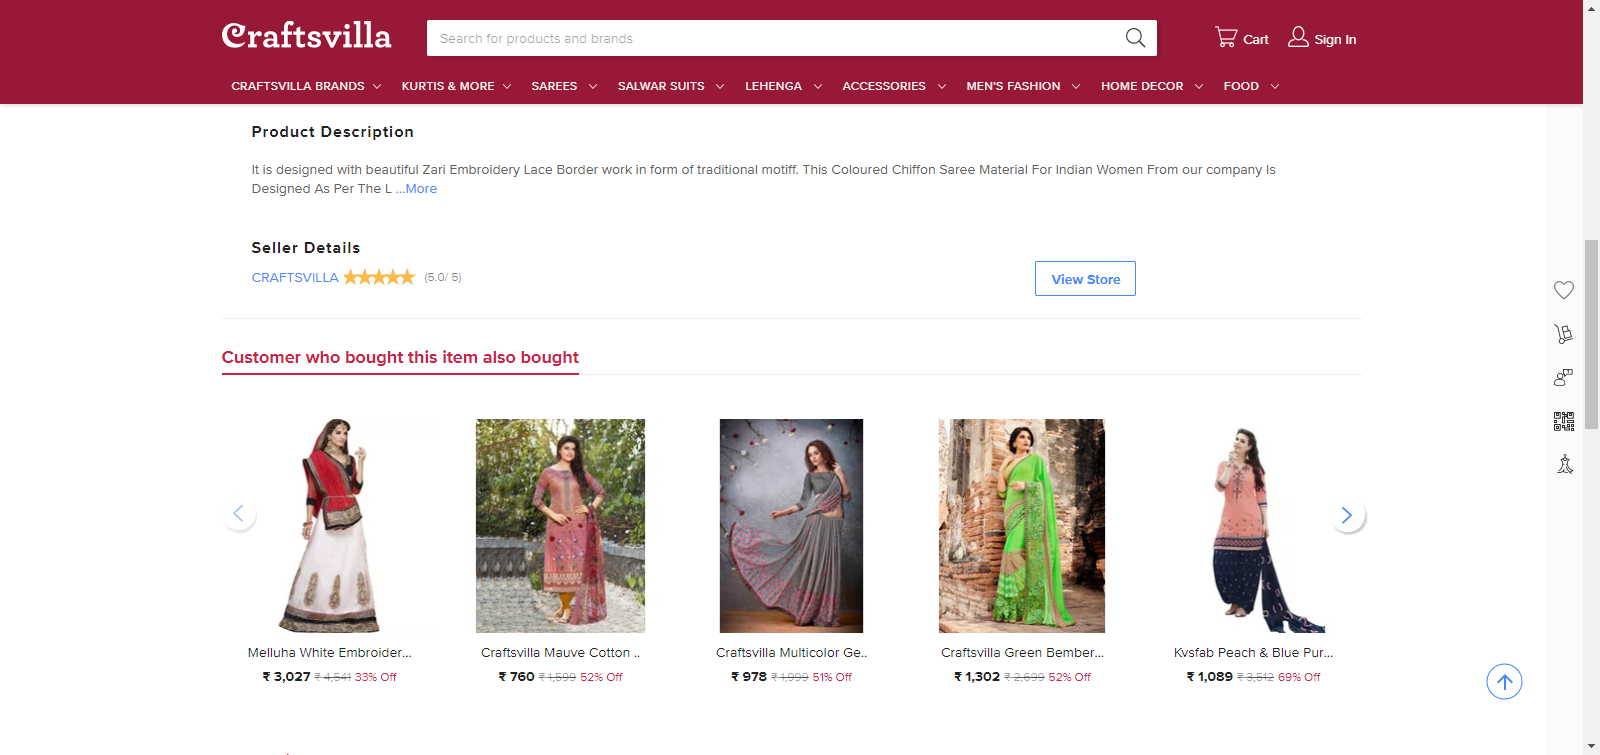 Craftsvilla
Search for products and brands
Cart
Sign In
CRAFTSVILLA BRANDS KURTIS & MORE SAREES SALWAR SUITS LEHENGA ACCESSORIES MEN'S FASHION HOME DECOR FOOD
Product Description
It is designed with beautiful Zari Embroidery Lace Border work in form of traditional motiff. This Coloured Chiffon Saree Material For Indian Women From our company Is
Designed As Per The L ...More
Seller Details
CRAFTSVILLA (5.0/ 5)
View Store
Customer who bought this item also bought
Melluha White Embroider...
₹ 3,027 ₹ 4,541 33% Off
Craftsvilla Mauve Cotton ..
₹ 760 ₹ 1,599 52% Off
Craftsvilla Multicolor Ge..
₹ 978 ₹ 1,999 51% Off
Craftsvilla Green Bember...
₹ 1,302 ₹ 2,699 52% Off
Kvsfab Peach & Blue Pur...
₹ 1,089 ₹ 3,512 69% Off